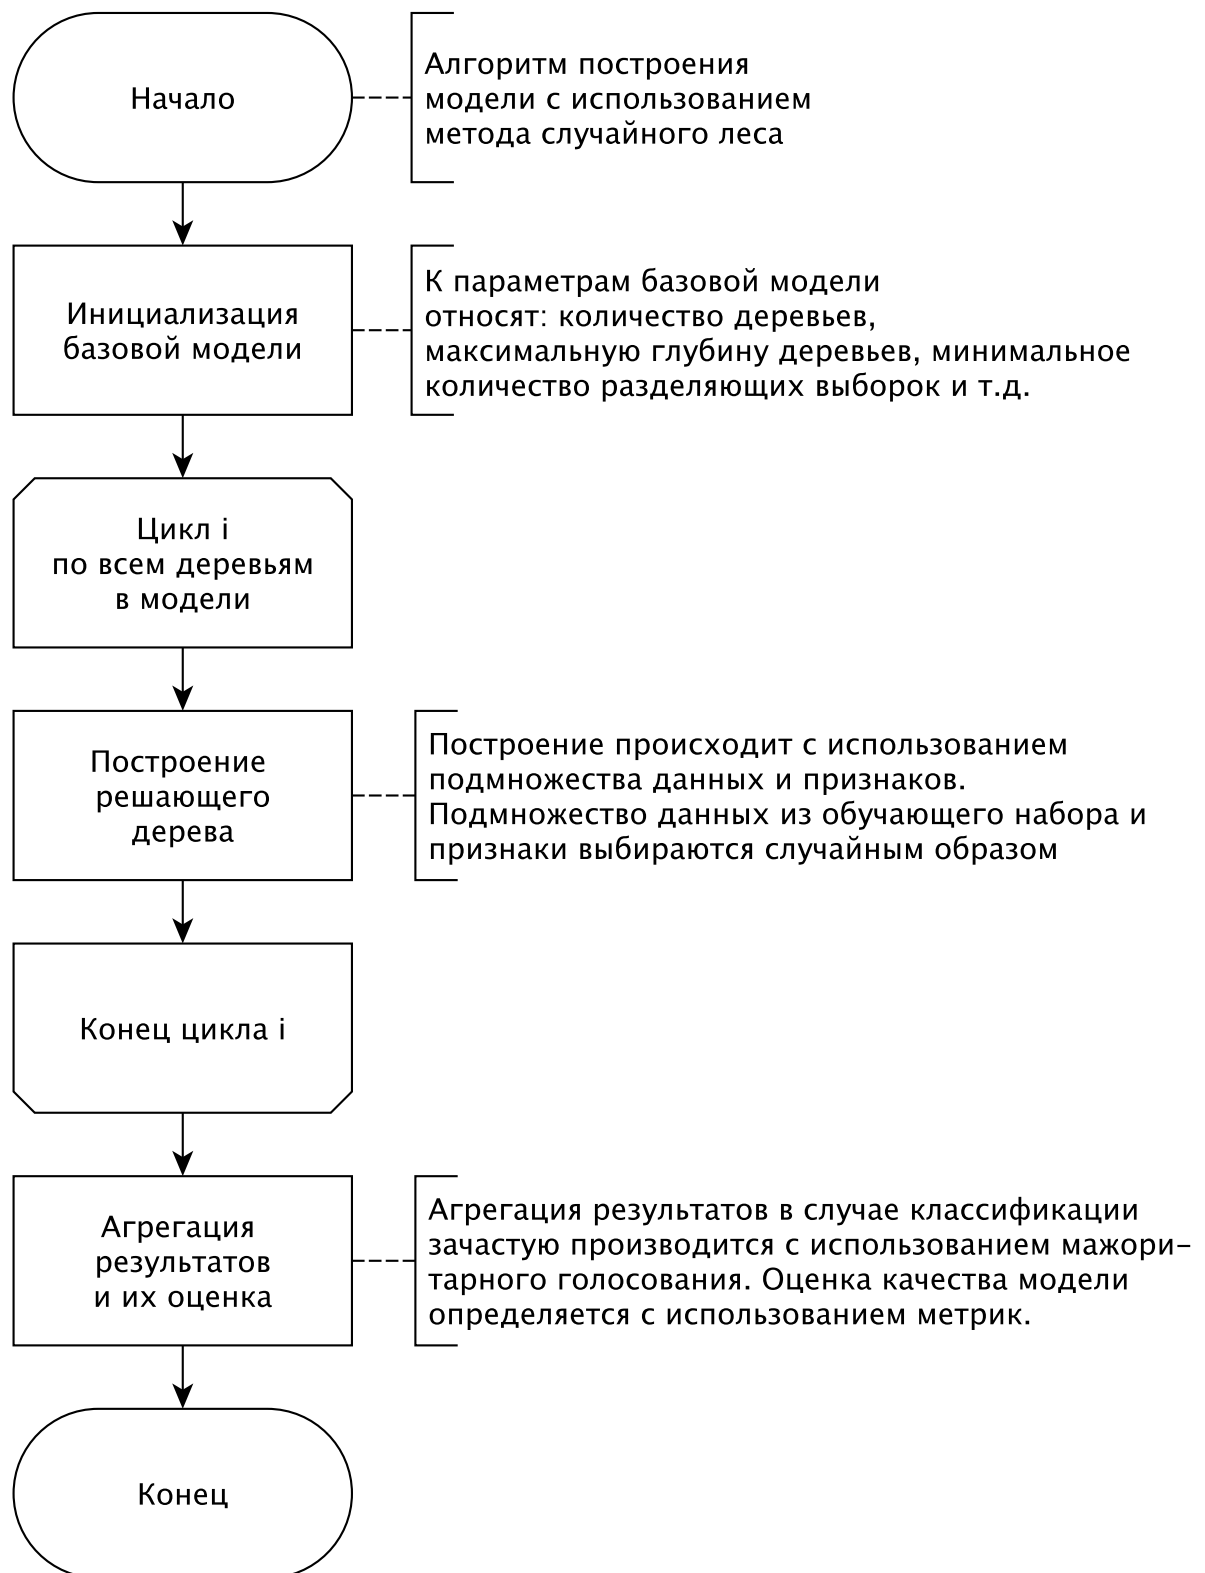 Начало
Алгоритм построения
модели с использованием
метода случайного леса
Инициализация
базовой модели
К параметрам базовой модели
относят: количество деревьев,
максимальную глубину деревьев, минимальное
количество разделяющих выборок и т.д.
Цикл i
по всем деревьям
в модели
Построение
решающего
дерева
Построение происходит с использованием
подмножества данных и признаков.
Подмножество данных из обучающего набора и
признаки выбираются случайным образом
Конец цикла i
Агрегация
результатов
и их оценка
Агрегация результатов в случае классификации
зачастую производится с использованием мажори-
тарного голосования. Оценка качества модели
определяется с использованием метрик.
Конец